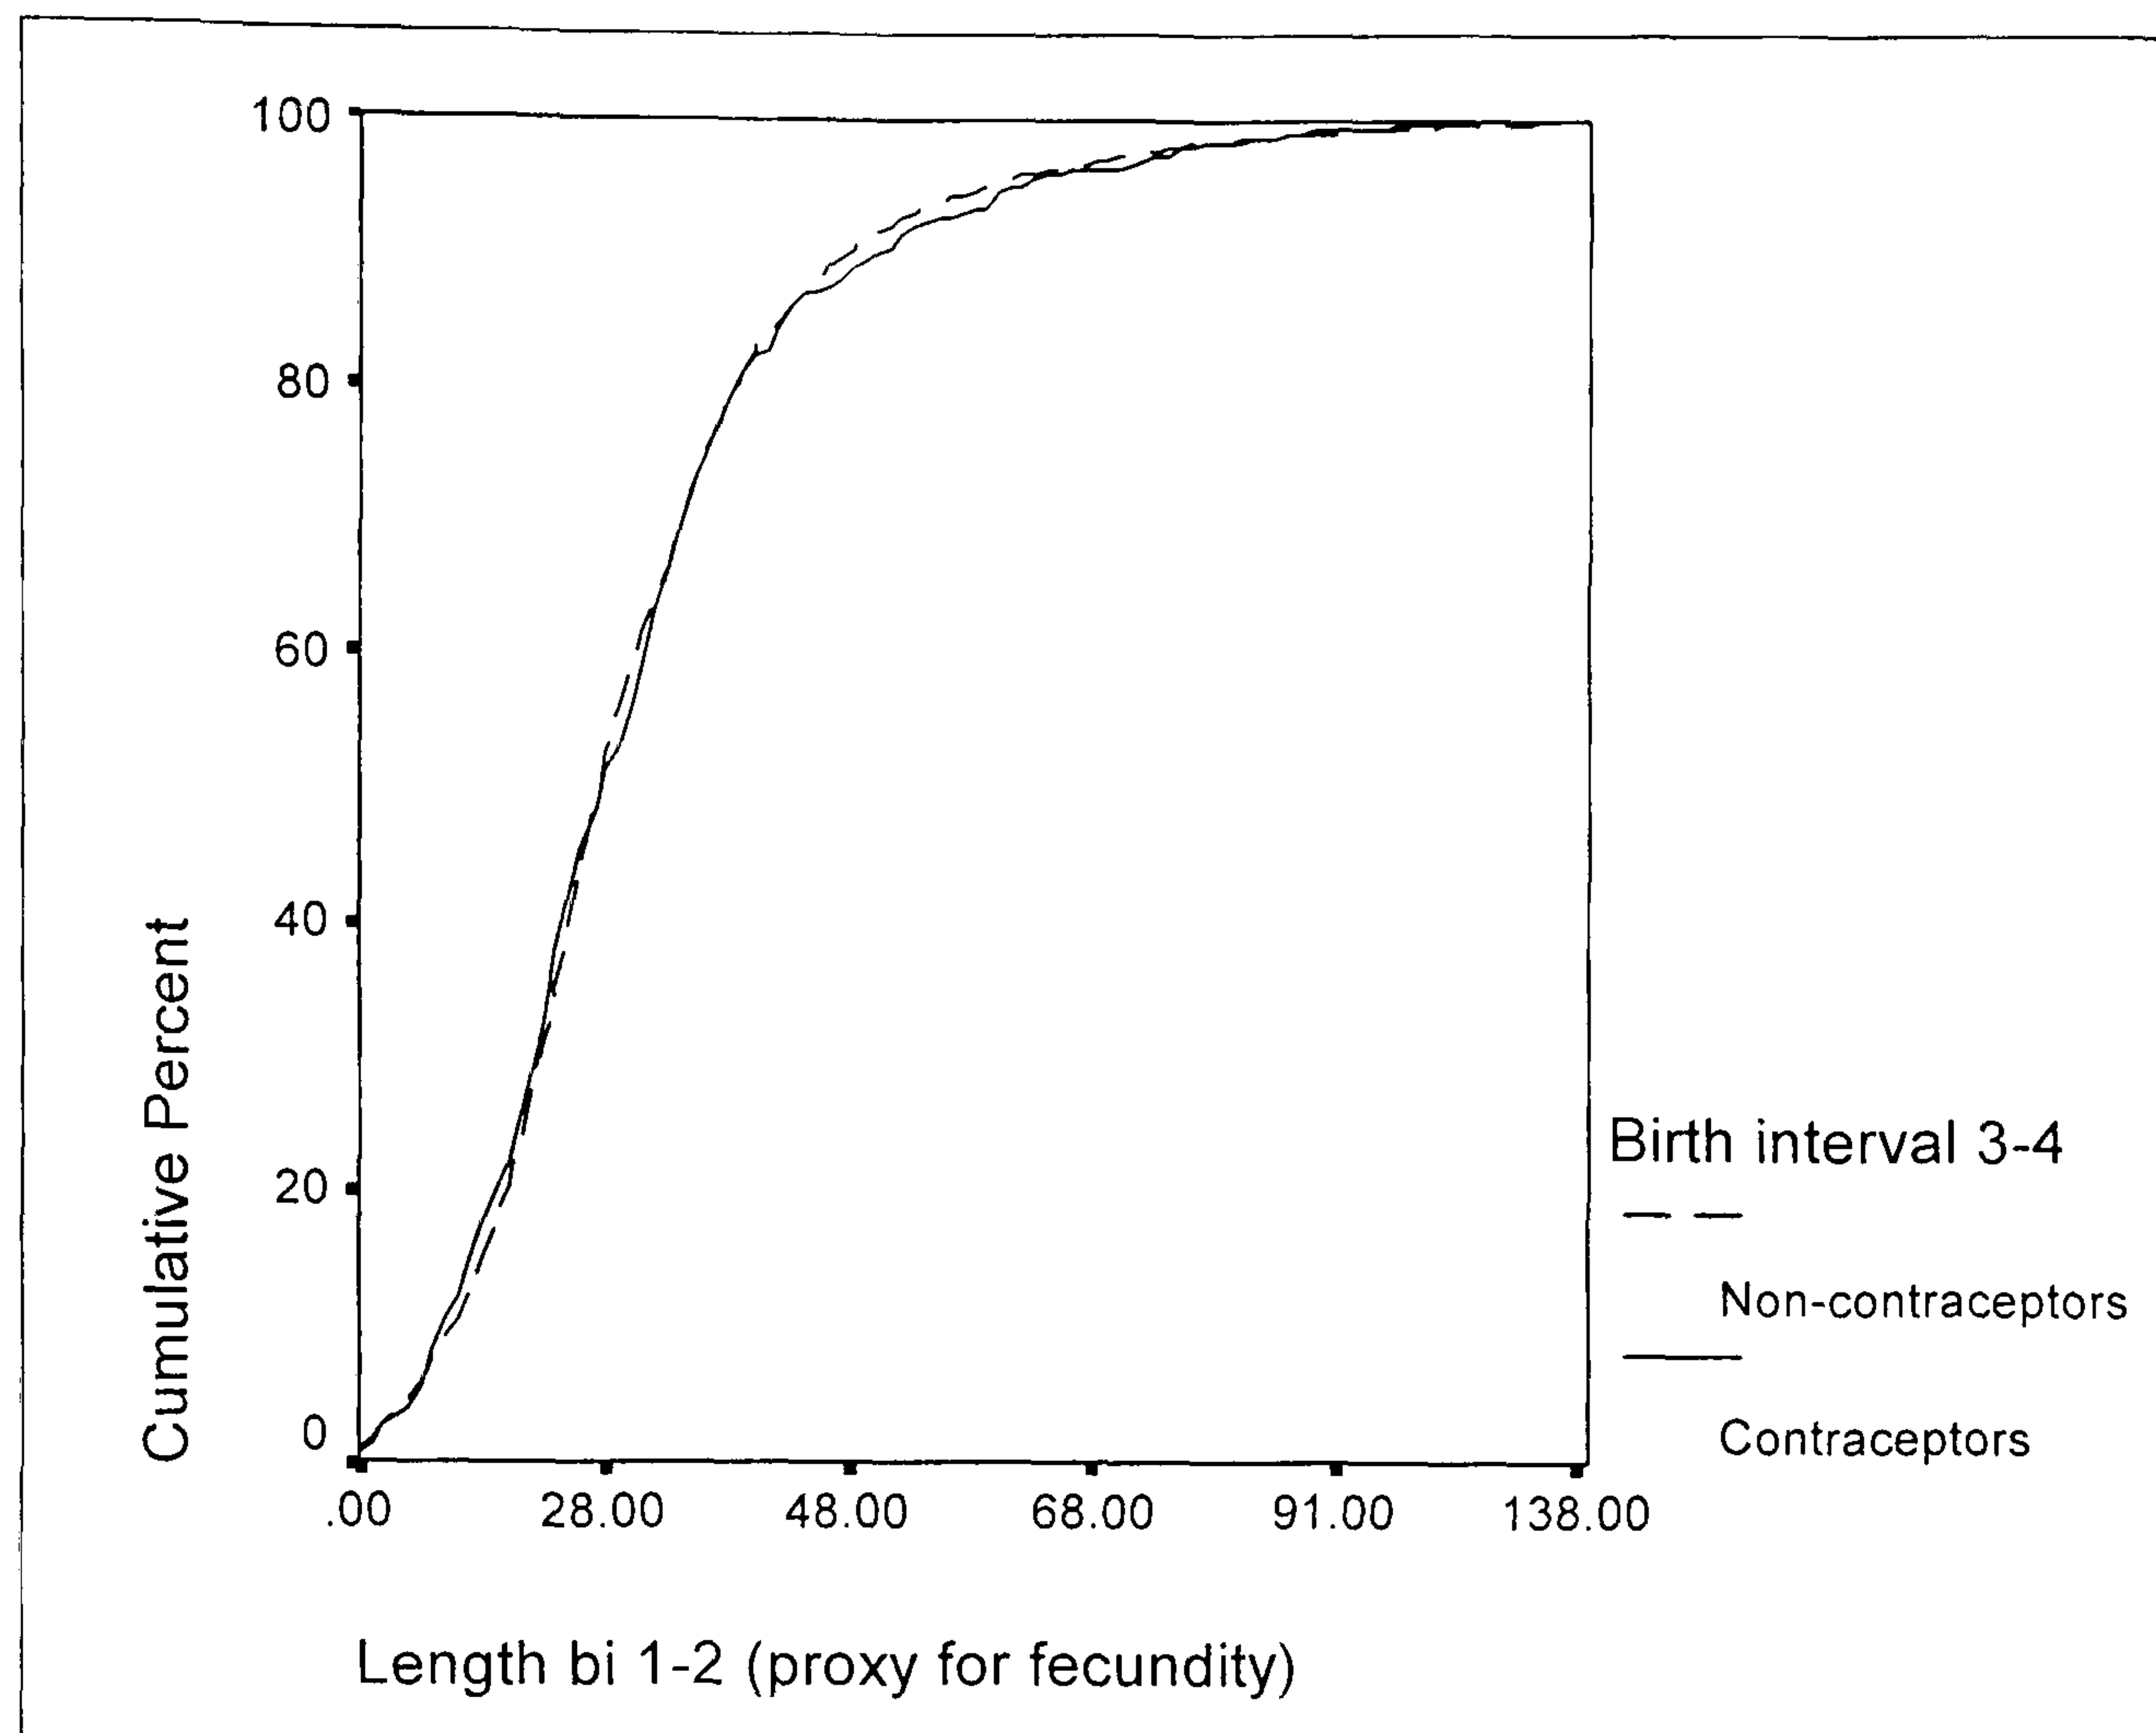 100
80
60
40
20
0
Cumulative Percent
.00 28.00 48.00 68.00 91.00 138.00
Length bi 1-2 (proxy for fecundity)
Birth interval 3-4
Non-contraceptors
Contraceptors